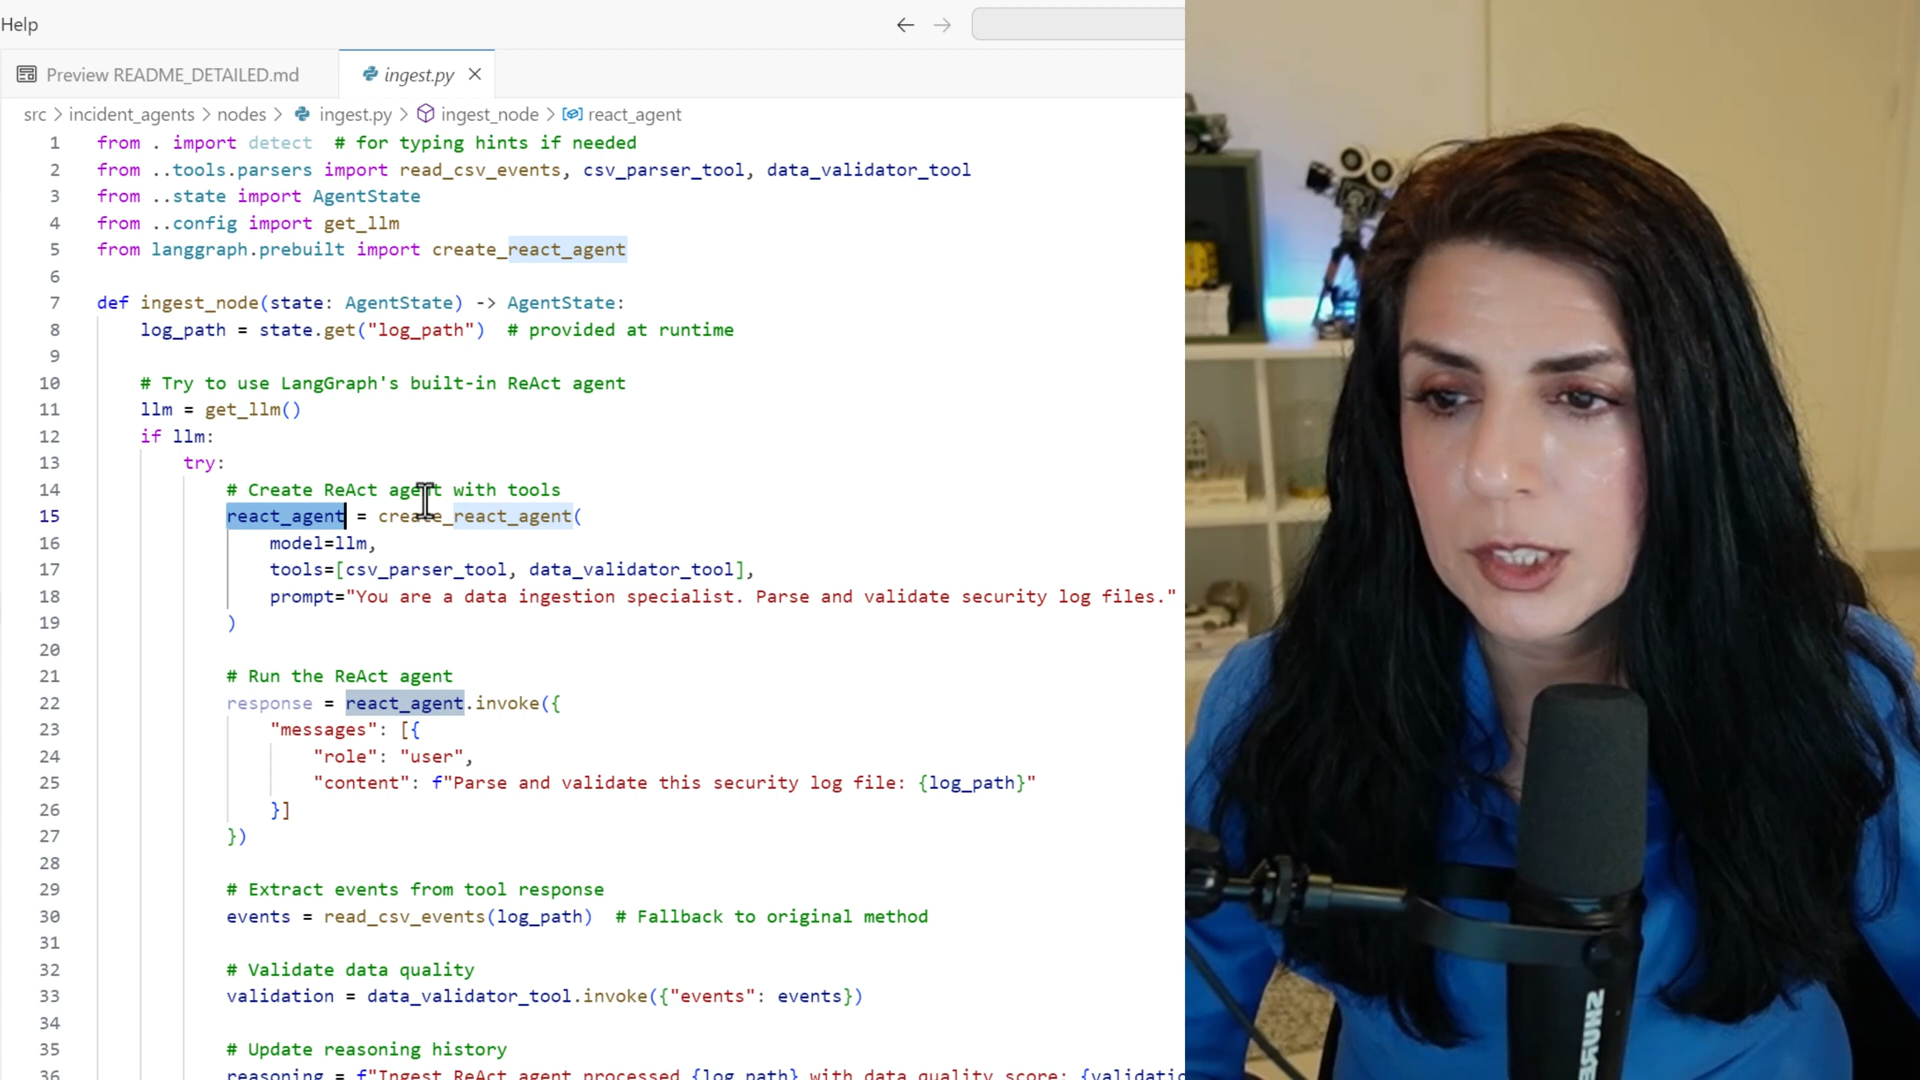 Help
Preview README_DETAILED.md
ingest.py
src > incident_agents > nodes > ingest.py > ingest_node > react_agent
1 from . import detect # for typing hints if needed
2 from ..tools.parsers import read_csv_events, csv_parser_tool, data_validator_tool
3 from ..state import AgentState
4 from ..config import get_llm
5 from langgraph.prebuilt import create_react_agent
6
7 def ingest_node(state: AgentState) -> AgentState:
8 log_path = state.get("log_path") # provided at runtime
9
10 # Try to use LangGraph's built-in ReAct agent
11 llm = get_llm()
12 if llm:
13 try:
14 # Create ReAct agent with tools
15 react_agent = create_react_agent(
16 model=llm,
17 tools=[csv_parser_tool, data_validator_tool],
18 prompt="You are a data ingestion specialist. Parse and validate security log files."
19 )
20
21 # Run the ReAct agent
22 response = react_agent.invoke({
23 "messages": [{
24 "role": "user",
25 "content": f"Parse and validate this security log file: {log_path}"
26 }]
27 })
28
29 # Extract events from tool response
30 events = read_csv_events(log_path) # Fallback to original method
31
32 # Validate data quality
33 validation = data_validator_tool.invoke({"events": events})
34
35 # Update reasoning history
36 reasoning = f"Ingest ReAct agent processed {log_path} with data quality score: {validatio
SHURE